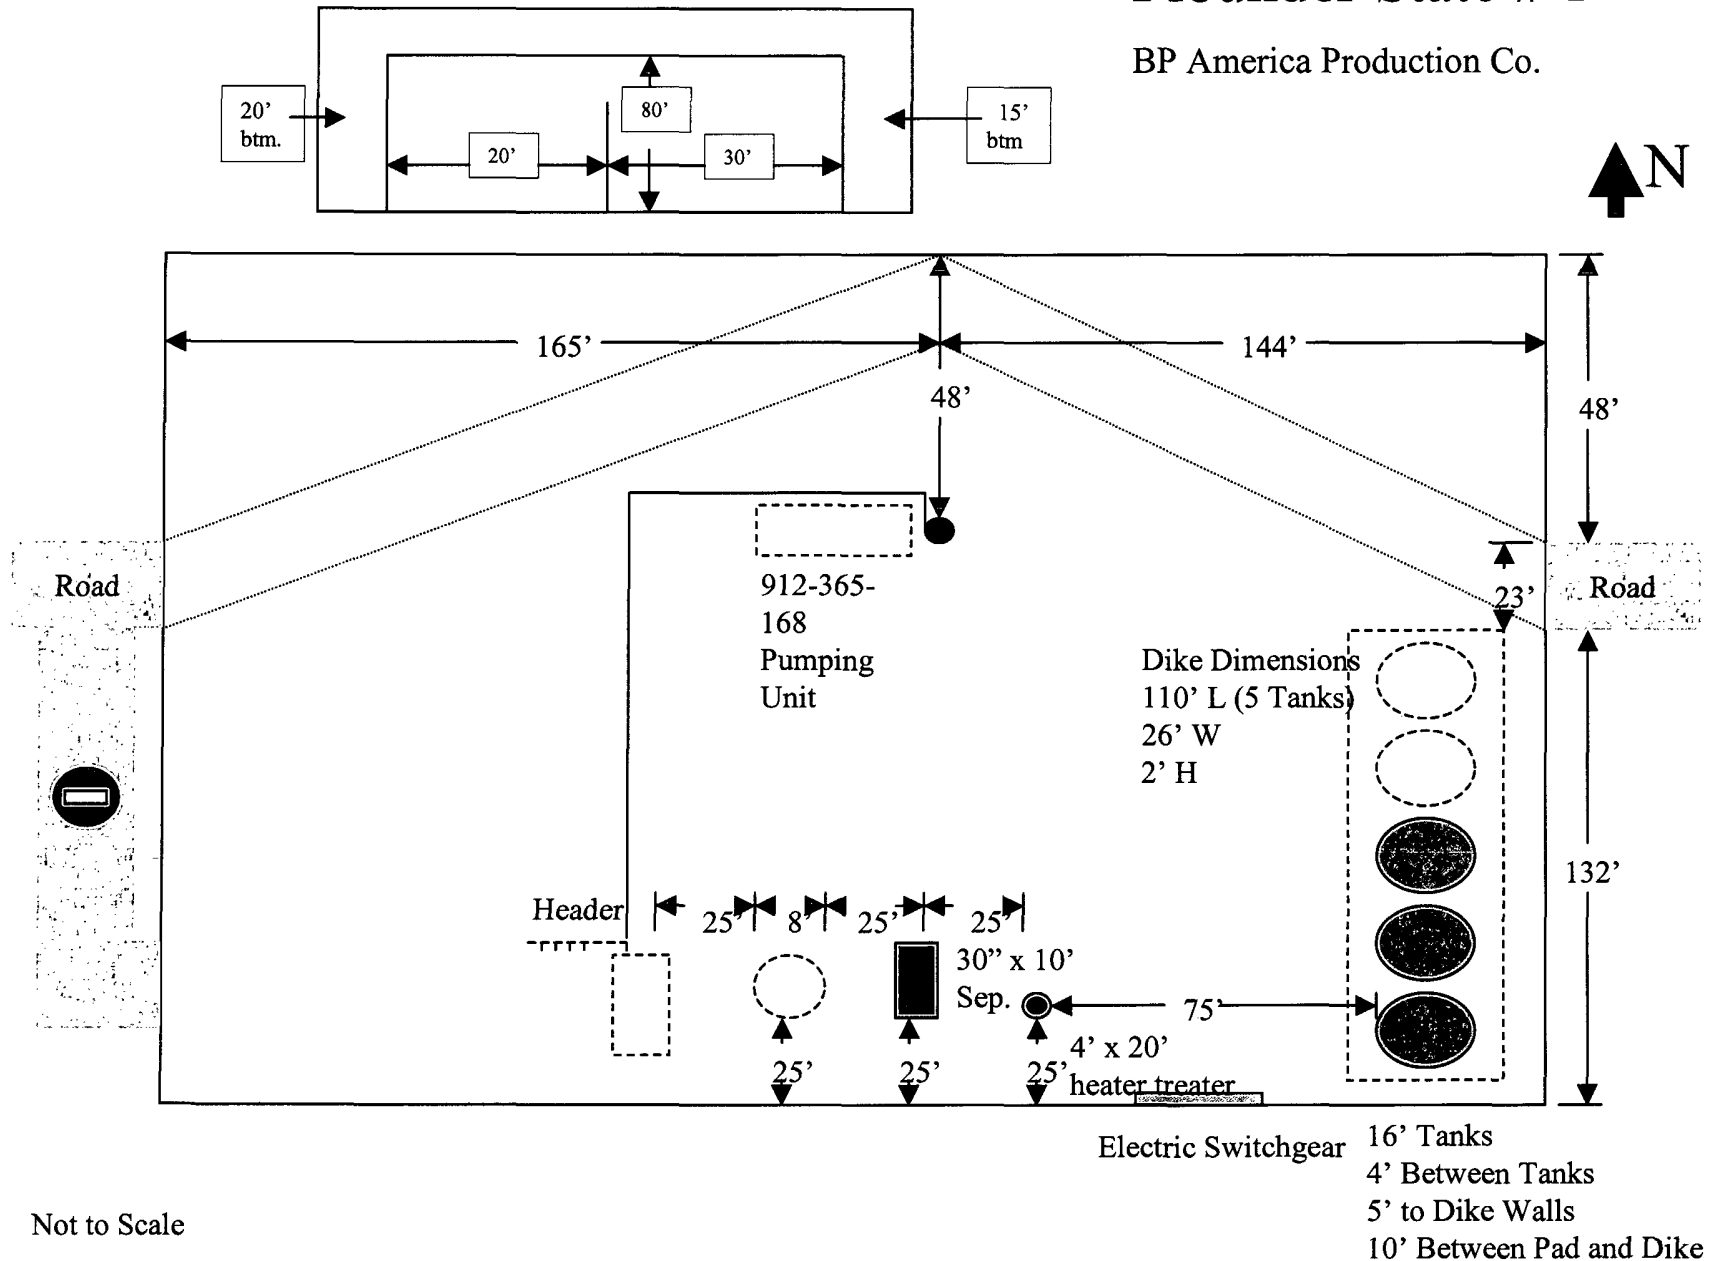 BP America Production Co.
20’
btm.
80’
15’
btm
20’
30’
N
165’
144’
48’
48’
Road
23’
Road
912-365-
168
Pumping
Unit
Dike Dimensions
110’ L (5 Tanks)
26’ W
2’ H
132’
Header
25’
8’
25’
25’
30” x 10’
Sep.
75’
4’ x 20’
heater treater
25’
25’
25’
Electric Switchgear
16’ Tanks
4’ Between Tanks
5’ to Dike Walls
10’ Between Pad and Dike
Not to Scale